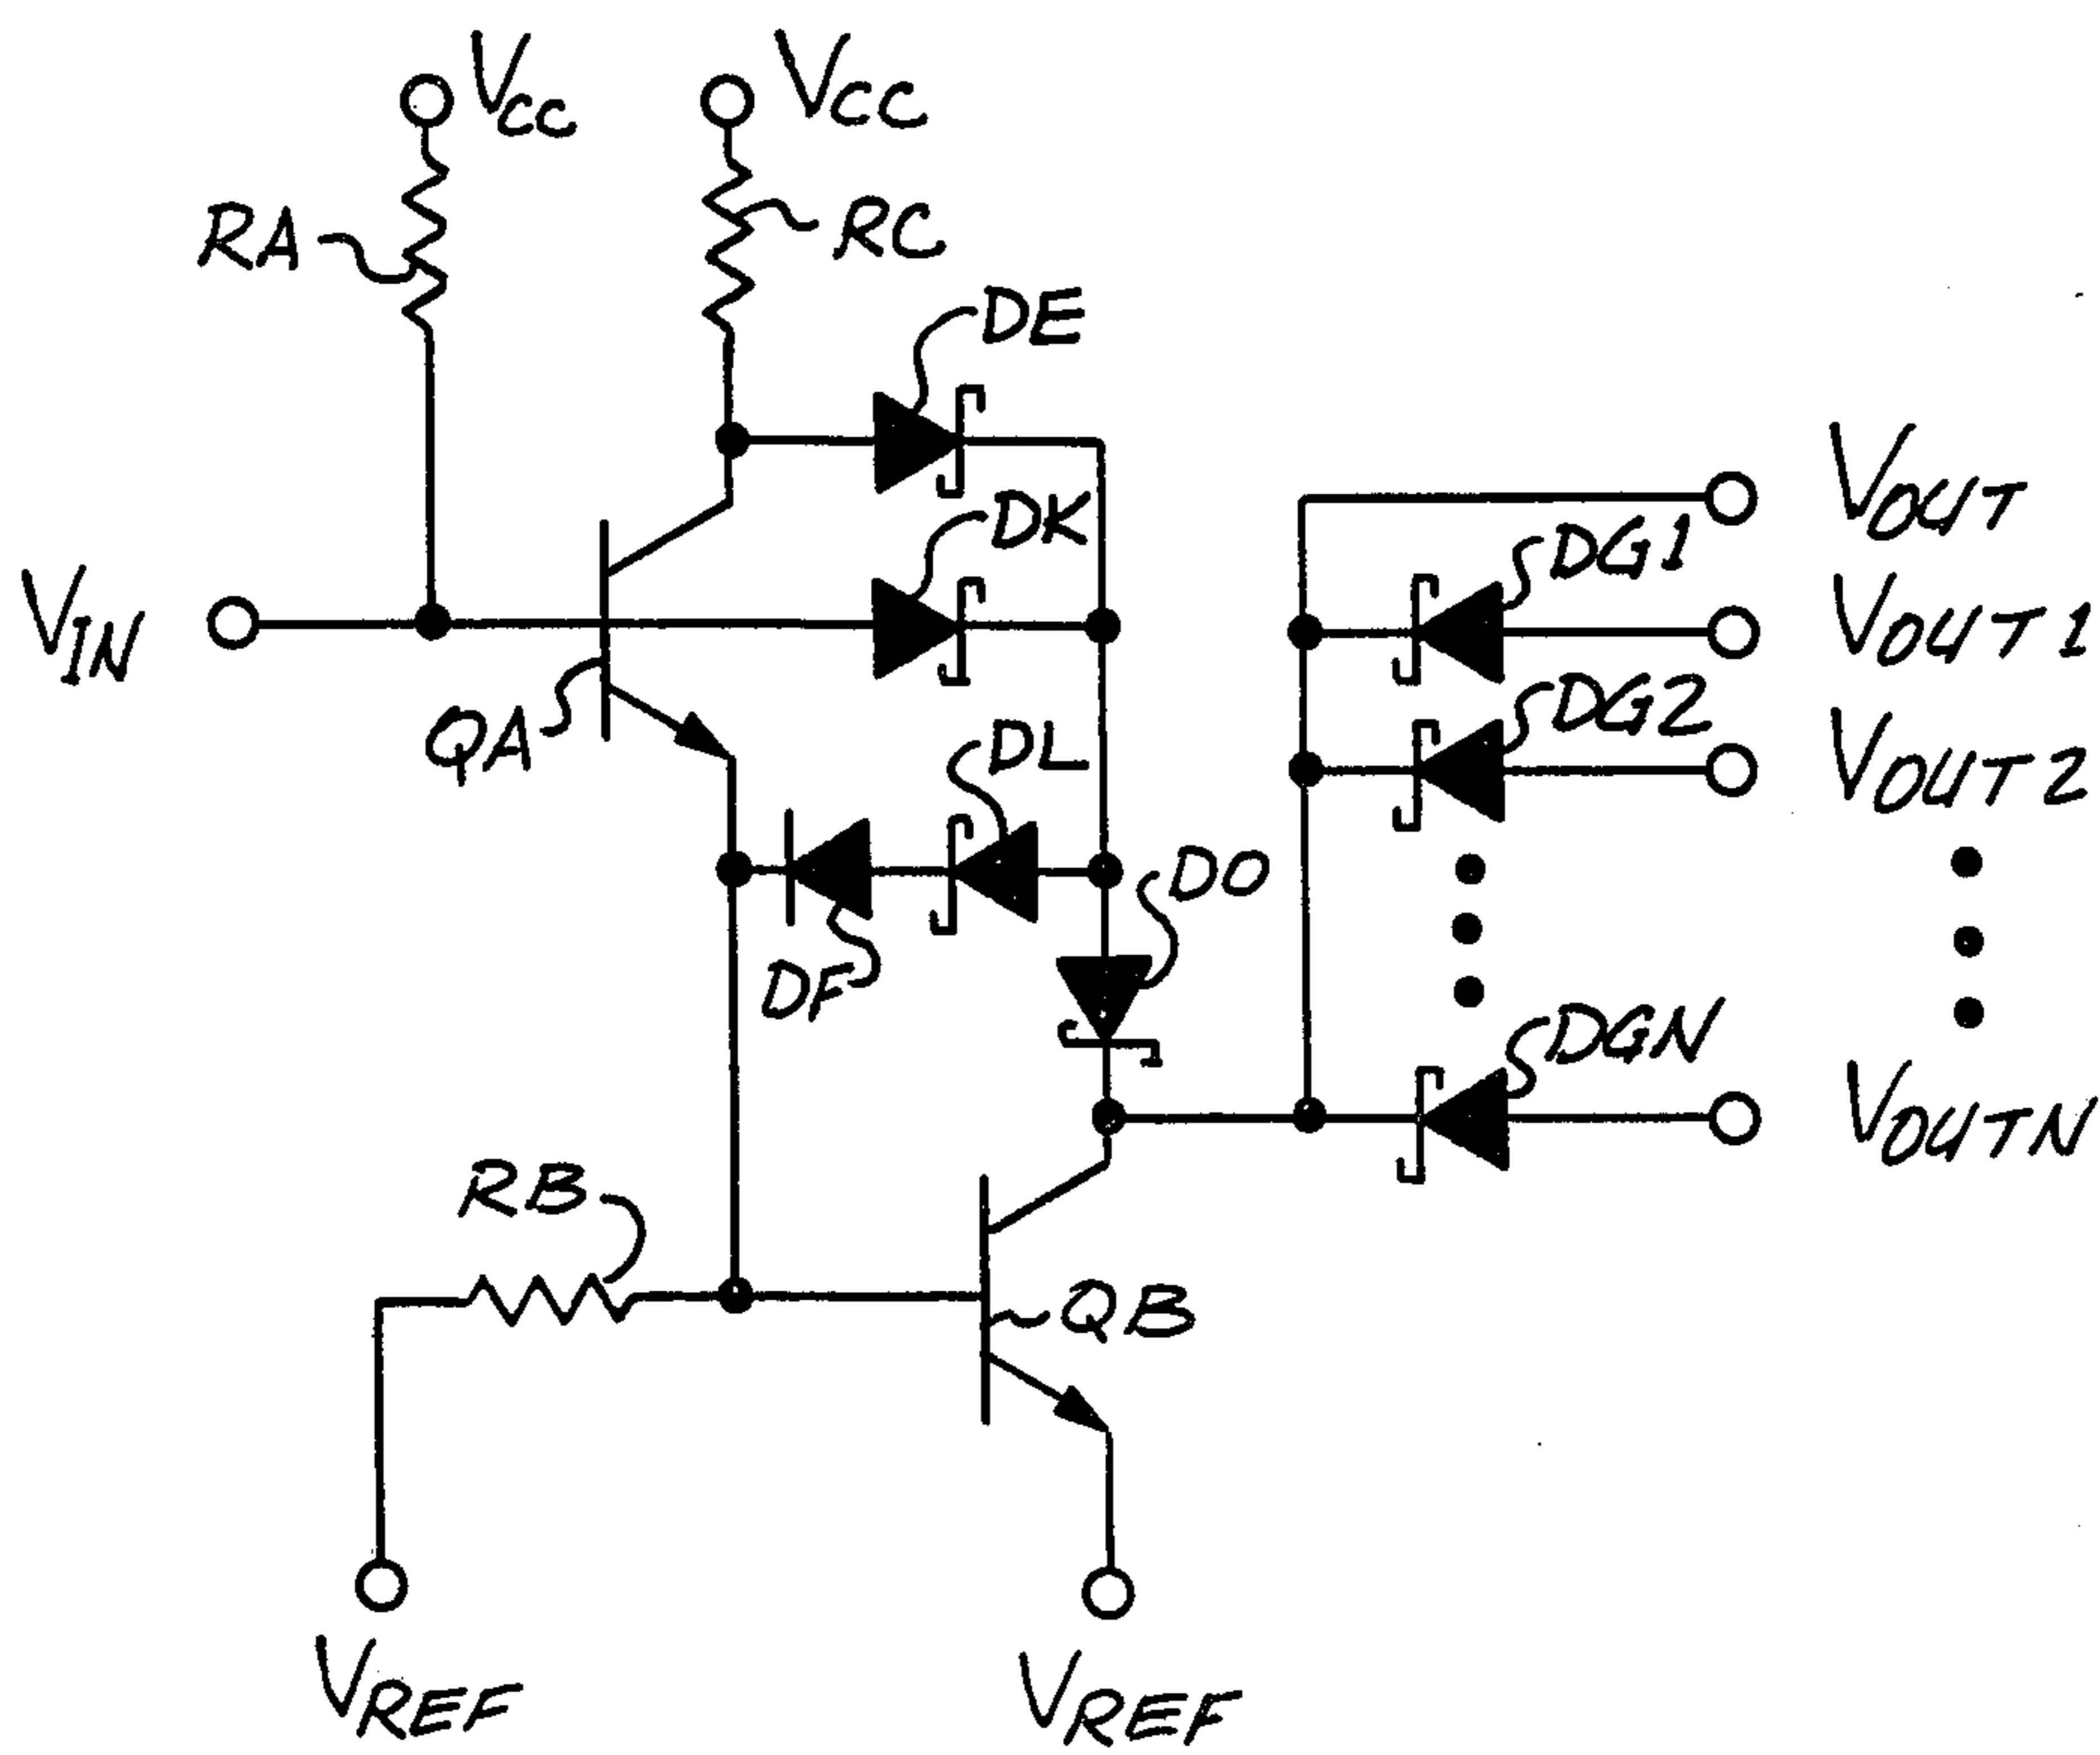 VCC
VCC
RA
RC
DE
DK
VIN
QA
DL
DF
DO
VOUT
DG1
VOUT1
DG2
VOUT2
DGN
VOUTN
RB
QB
VREF
VREF